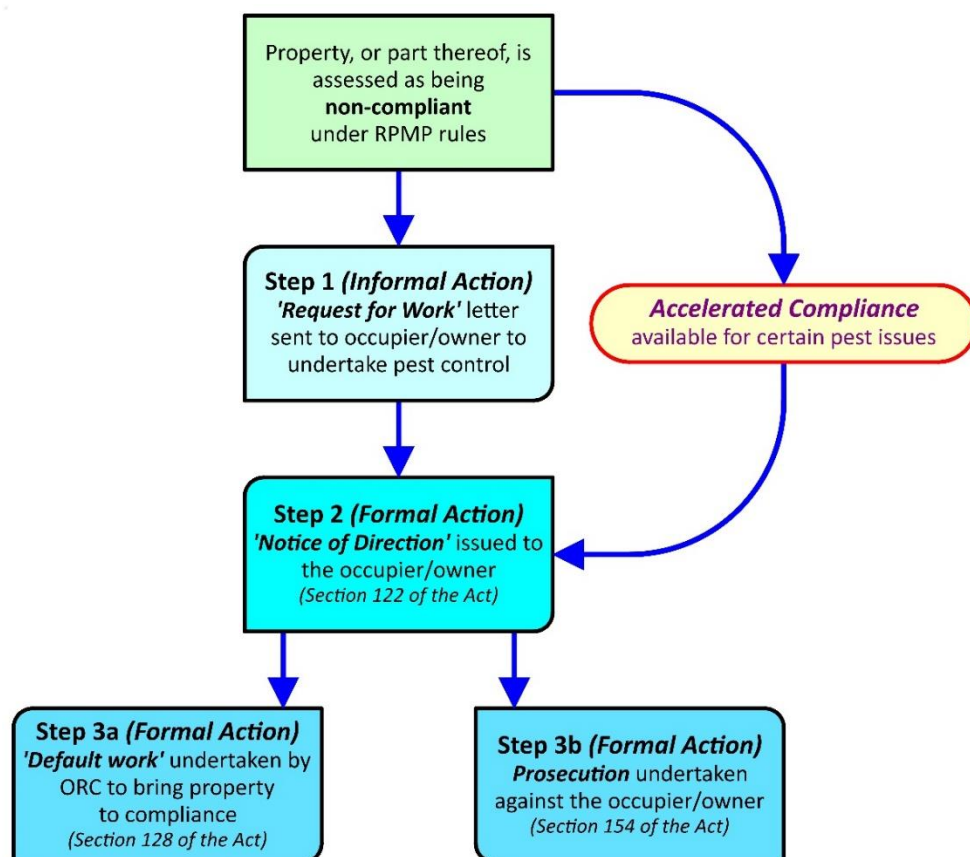 Property, or part thereof, is
assessed as being
non-compliant
under RPMP rules
Step 1 (Informal Action)
'Request for Work' letter
sent to occupier/owner to
undertake pest control
Accelerated Compliance
available for certain pest issues
Step 2 (Formal Action)
'Notice of Direction' issued to
the occupier/owner
(Section 122 of the Act)
Step 3a (Formal Action)
'Default work' undertaken by
ORC to bring property
to compliance
(Section 128 of the Act)
Step 3b (Formal Action)
Prosecution undertaken
against the occupier/owner
(Section 154 of the Act)